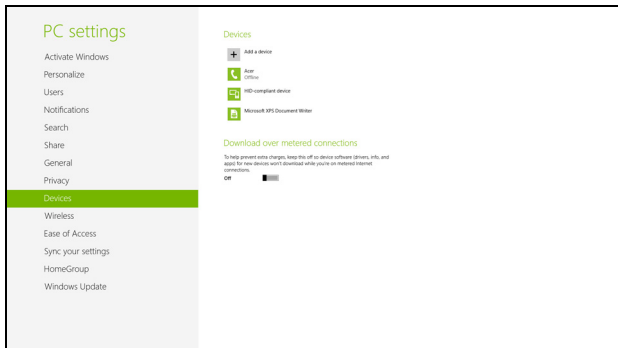 PC settings
Activate Windows
Personalize
Users
Notifications
Search
Share
General
Privacy
Devices
Wireless
Ease of Access
Sync your settings
HomeGroup
Windows Update
Devices
Add a device
Acer
Offline
HID-compliant device
Microsoft XPS Document Writer
Download over metered connections
To help prevent extra charges, keep this off so device software (drivers, info, and
apps) for new devices won't download while you're on metered Internet
connections.
Off